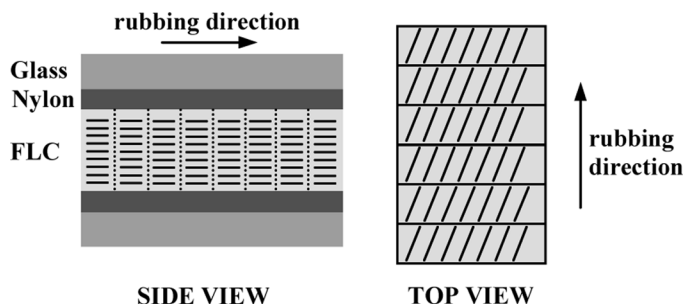 rubbing direction
Glass
Nylon
FLC
SIDE VIEW
rubbing
direction
TOP VIEW